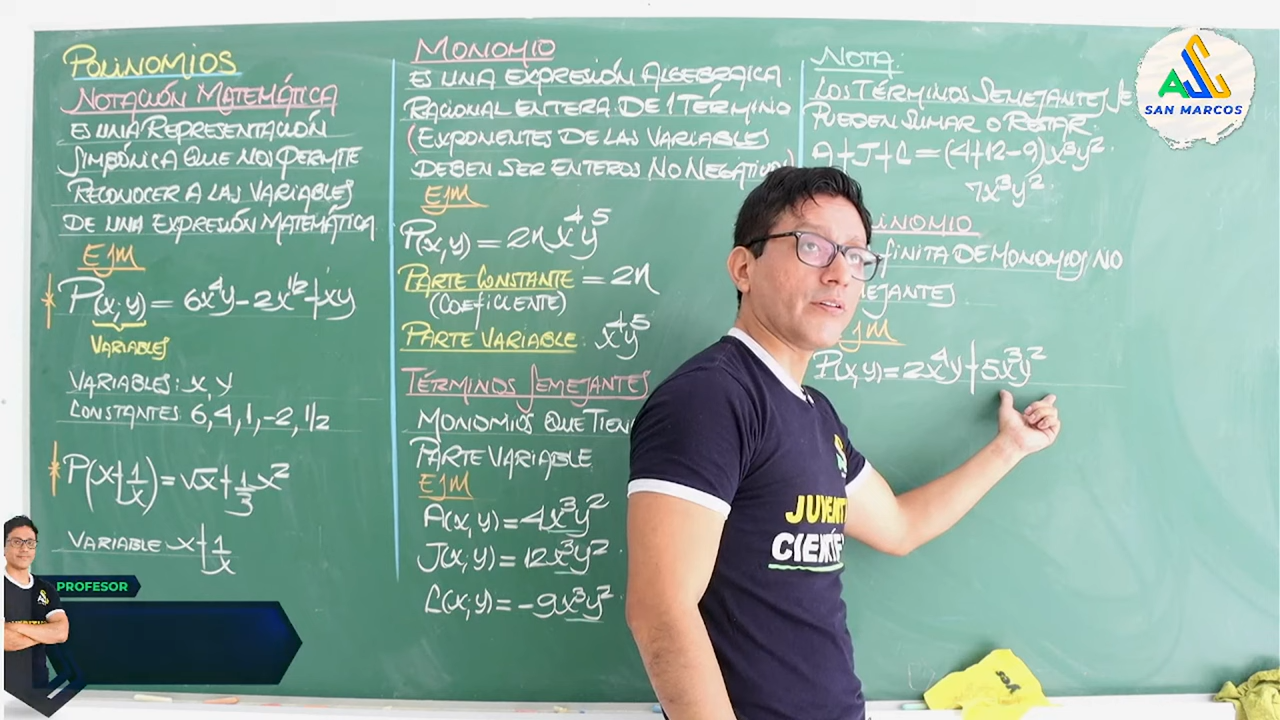 POLINOMIOS
NOTACIÓN MATEMÁTICA
ES UNA REPRESENTACIÓN
SIMBÓLICA QUE NOS PERMITE
RECONOCER A LAS VARIABLES
DE UNA EXPRESIÓN MATEMÁTICA
EJM
P(x;y) = 6x⁴y - 2x^1/2 + xy
VARIABLES
VARIABLES: x, y
CONSTANTES: 6, 4, 1, -2, 1/2
P(x+1/x) = √x + 1/3 x²
VARIABLE: x + 1/x
MONOMIO
ES UNA EXPRESIÓN ALGEBRAICA
RACIONAL ENTERA DE 1 TÉRMINO
(EXPONENTES DE LAS VARIABLES
DEBEN SER ENTEROS NO NEGATIVOS)
EJM
P(x,y) = 2n x⁴y⁵
PARTE CONSTANTE = 2n
(COEFICIENTE)
PARTE VARIABLE: x⁴y⁵
TÉRMINOS SEMEJANTES
MONOMIOS QUE TIEN
PARTE VARIABLE
EJM
A(x,y) = 4x³y²
J(x;y) = 12x³y²
C(x;y) = -9x³y²
NOTA:
LOS TÉRMINOS SEMEJANTES SE
PUEDEN SUMAR O RESTAR
A+J+C = (4+12-9)x³y²
7x³y²
INOMIO
FINITA DE MONOMIOS NO
EJANTES
JM
P(x,y) = 2x⁴y + 5x³y²
AJC
SAN MARCOS
JUVENT
CIENTÍF
PROFESOR